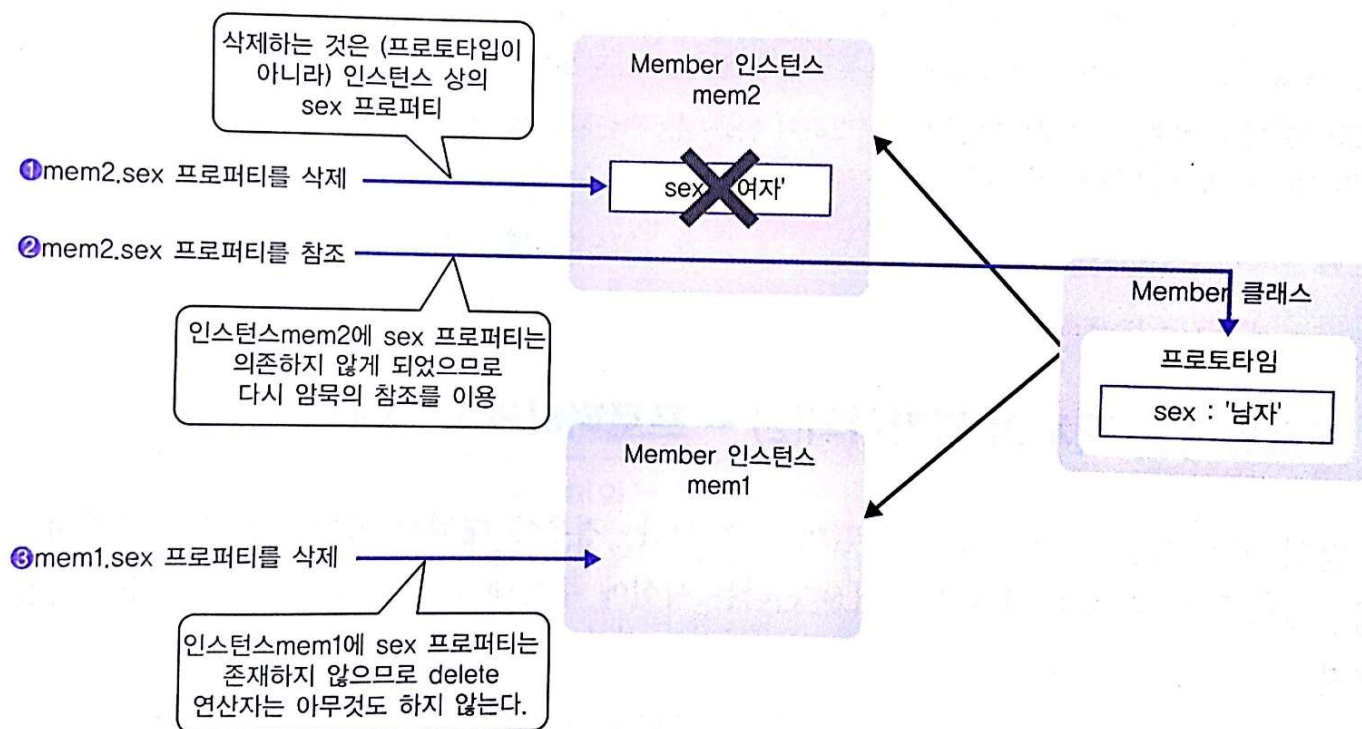 삭제하는 것은 (프로토타입이
아니라) 인스턴스 상의
sex 프로퍼티
Member 인스턴스
mem2
❶mem2.sex 프로퍼티를 삭제
sex '여자'
❷mem2.sex 프로퍼티를 참조
Member 클래스
인스턴스mem2에 sex 프로퍼티는
의존하지 않게 되었으므로
다시 암묵의 참조를 이용
프로토타임
sex : '남자'
Member 인스턴스
mem1
❸mem1.sex 프로퍼티를 삭제
인스턴스mem1에 sex 프로퍼티는
존재하지 않으므로 delete
연산자는 아무것도 하지 않는다.